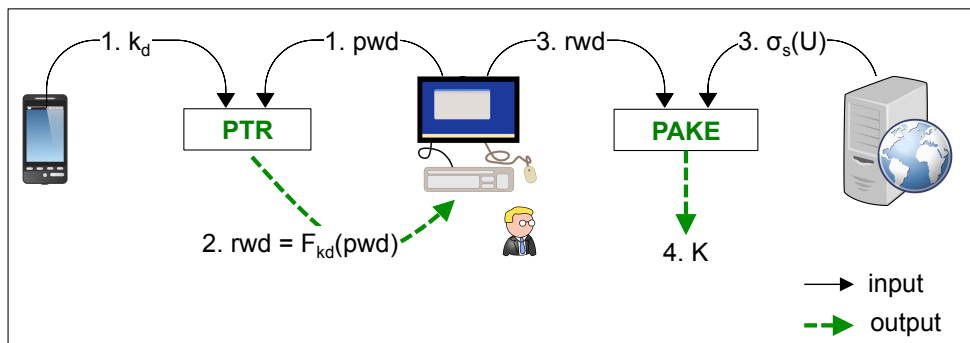 1. k_d
1. pwd
3. rwd
3. σ_s(U)
PTR
PAKE
2. rwd = F_kd(pwd)
4. K
input
output